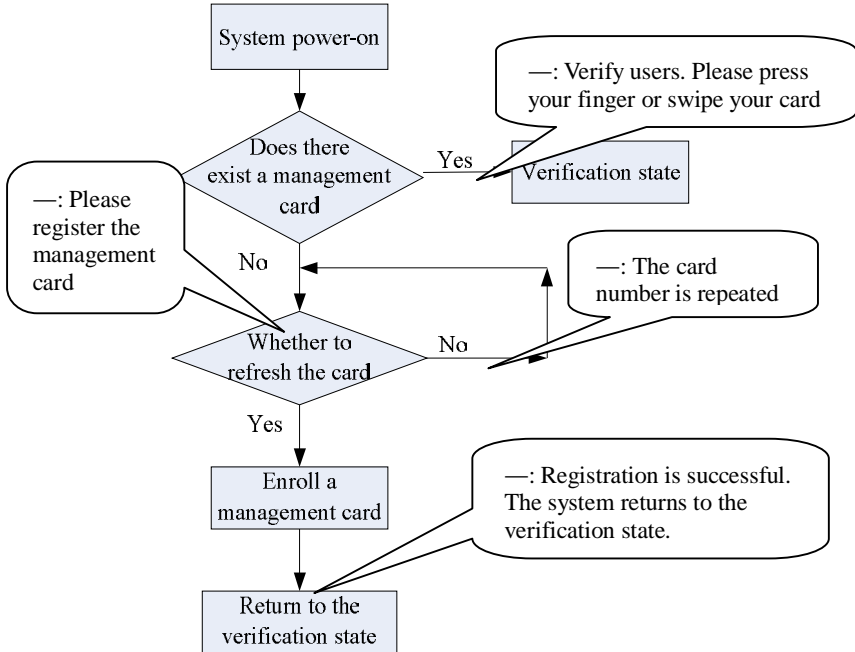 System power-on
—: Verify users. Please press
your finger or swipe your card
Does there
exist a management
card
Yes
Verification state
—: Please
register the
management
card
No
—: The card
number is repeated
Whether to
refresh the card
No
Yes
Enroll a
management card
—: Registration is successful.
The system returns to the
verification state.
Return to the
verification state